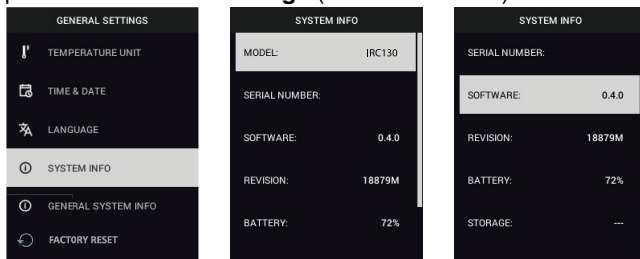 GENERAL SETTINGS
TEMPERATURE UNIT
TIME & DATE
LANGUAGE
SYSTEM INFO
GENERAL SYSTEM INFO
FACTORY RESET
SYSTEM INFO
MODEL: IRC130
SERIAL NUMBER:
SOFTWARE: 0.4.0
REVISION: 18879M
BATTERY: 72%
SYSTEM INFO
SERIAL NUMBER:
SOFTWARE: 0.4.0
REVISION: 18879M
BATTERY: 72%
STORAGE: ---